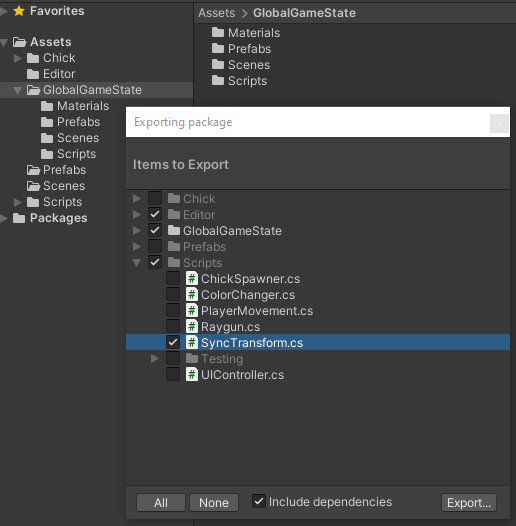 Favorites
Assets
Chick
Editor
GlobalGameState
Materials
Prefabs
Scenes
Scripts
Prefabs
Scenes
Scripts
Packages
Assets GlobalGameState
Materials
Prefabs
Scenes
Scripts
Exporting package
x
Items to Export
Chick
Editor
GlobalGameState
Prefabs
Scripts
# ChickSpawner.cs
# ColorChanger.cs
# PlayerMovement.cs
# Raygun.cs
# SyncTransform.cs
Testing
# UIController.cs
All None Include dependencies Export...